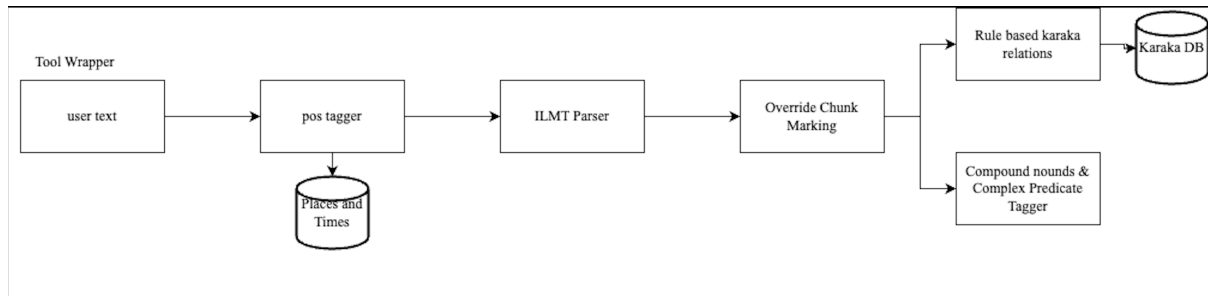 Tool Wrapper
user text
pos tagger
Places and
Times
ILMT Parser
Override Chunk
Marking
Rule based karaka
relations
Karaka DB
Compound nounds &
Complex Predicate
Tagger